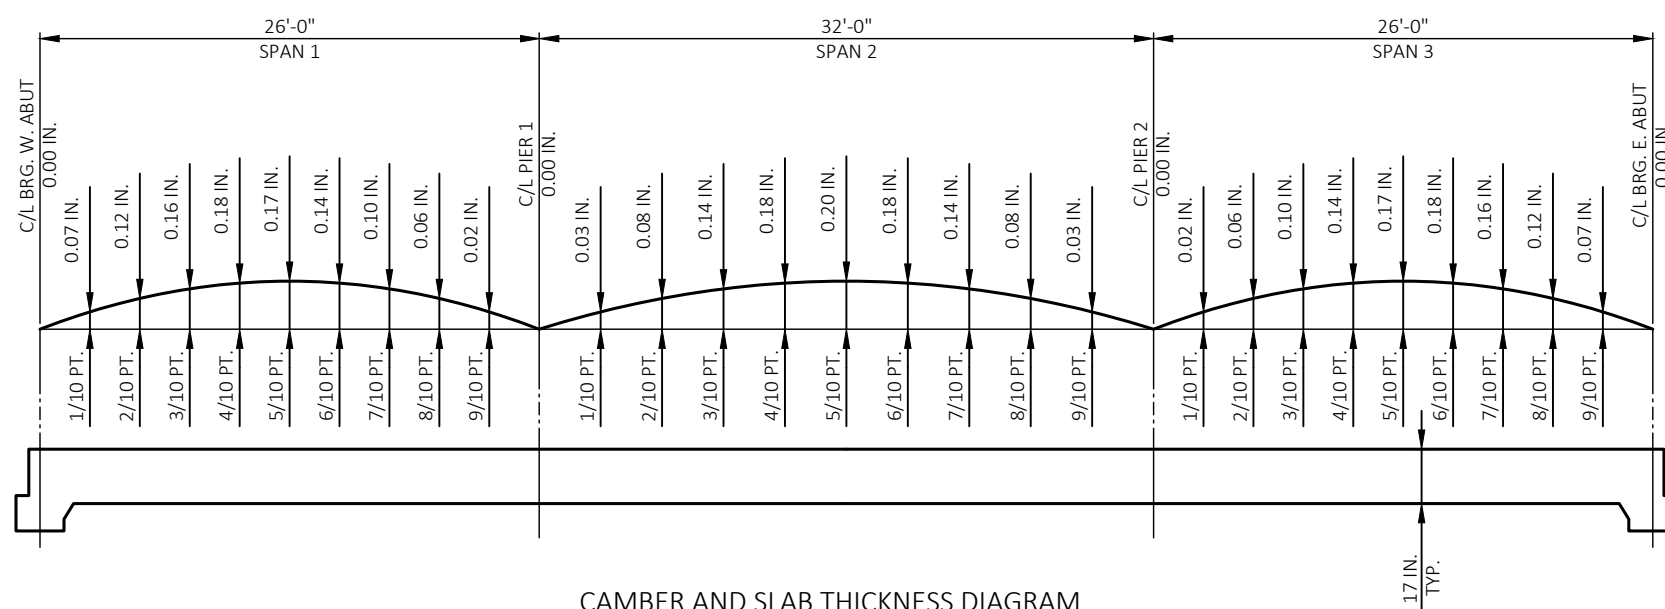 26'-0"
SPAN 1
32'-0"
SPAN 2
26'-0"
SPAN 3
C/L BRG. W. ABUT
0.00 IN.
0.07 IN.
0.12 IN.
0.16 IN.
0.18 IN.
0.17 IN.
0.14 IN.
0.10 IN.
0.06 IN.
0.02 IN.
C/L PIER 1
0.00 IN.
0.03 IN.
0.08 IN.
0.14 IN.
0.18 IN.
0.20 IN.
0.18 IN.
0.14 IN.
0.08 IN.
0.03 IN.
C/L PIER 2
0.00 IN.
0.02 IN.
0.06 IN.
0.10 IN.
0.14 IN.
0.17 IN.
0.18 IN.
0.16 IN.
0.12 IN.
0.07 IN.
C/L BRG. E. ABUT
0.00 IN.
1/10 PT.
2/10 PT.
3/10 PT.
4/10 PT.
5/10 PT.
6/10 PT.
7/10 PT.
8/10 PT.
9/10 PT.
1/10 PT.
2/10 PT.
3/10 PT.
4/10 PT.
5/10 PT.
6/10 PT.
7/10 PT.
8/10 PT.
9/10 PT.
1/10 PT.
2/10 PT.
3/10 PT.
4/10 PT.
5/10 PT.
6/10 PT.
7/10 PT.
8/10 PT.
9/10 PT.
17 IN.
TYP.
CAMBER AND SLAB THICKNESS DIAGRAM